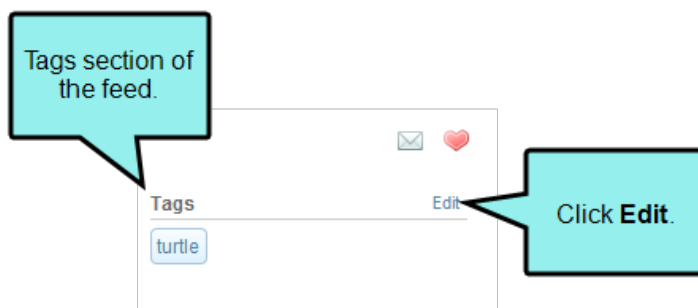 Tags section of
the feed.
Tags
Edit
Click Edit.
turtle